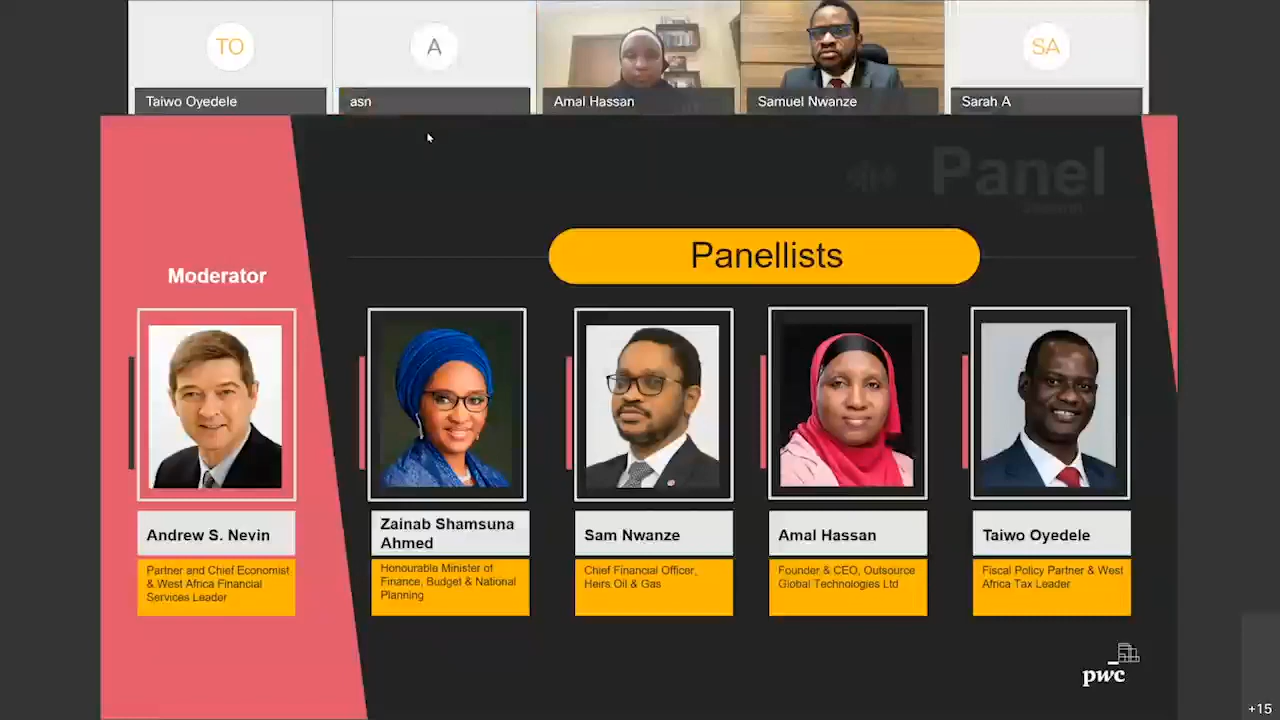 TO
A
SA
Taiwo Oyedele
asn
Amal Hassan
Samuel Nwanze
Sarah A
Panel
Panellists
Moderator
Andrew S. Nevin
Partner and Chief Economist
& West Africa Financial
Services Leader
Zainab Shamsuna
Ahmed
Honourable Minister of
Finance, Budget & National
Planning
Sam Nwanze
Chief Financial Officer,
Heirs Oil & Gas
Amal Hassan
Founder & CEO, Outsource
Global Technologies Ltd
Taiwo Oyedele
Fiscal Policy Partner & West
Africa Tax Leader
pwc
+15